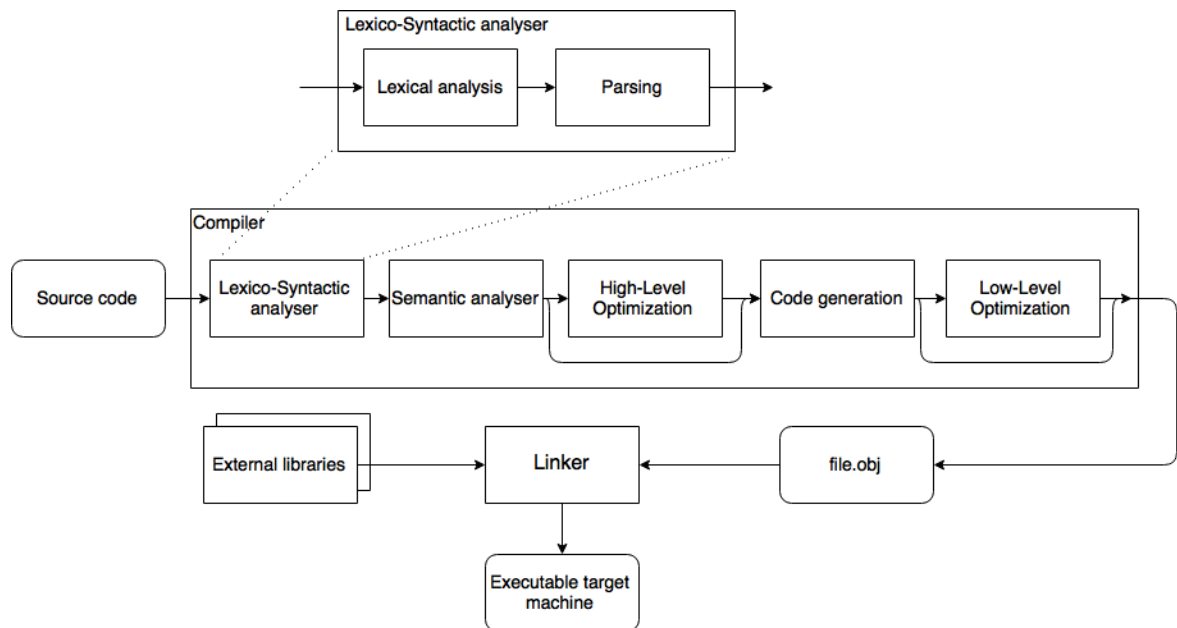 Lexico-Syntactic analyser
Lexical analysis
Parsing
Compiler
Source code
Lexico-Syntactic
analyser
Semantic analyser
High-Level
Optimization
Code generation
Low-Level
Optimization
External libraries
Linker
file.obj
Executable target
machine